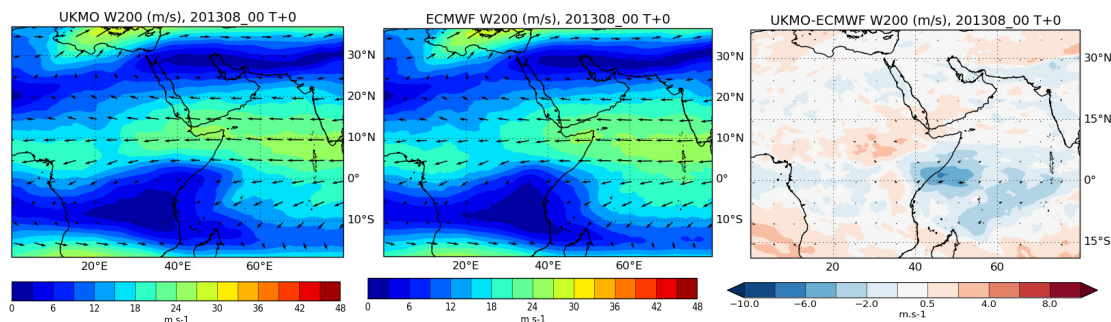 UKMO W200 (m/s), 201308_00 T+0
30°N
20°N
10°N
0°
10°S
20°E 40°E 60°E
0 6 12 18 24 30 36 42 48
m s-1
ECMWF W200 (m/s), 201308_00 T+0
30°N
20°N
10°N
0°
10°S
20°E 40°E 60°E
0 6 12 18 24 30 36 42 48
m s-1
UKMO-ECMWF W200 (m/s), 201308_00 T+0
30°N
15°N
0°
15°S
20 40 60
−10.0 −6.0 −2.0 0.5 4.0 8.0
m.s-1